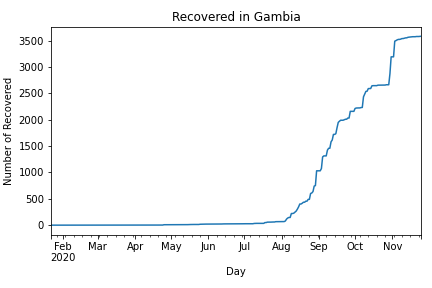 Recovered in Gambia
Number of Recovered
3500
3000
2500
2000
1500
1000
500
0
Feb Mar Apr May Jun Jul Aug Sep Oct Nov
2020
Day